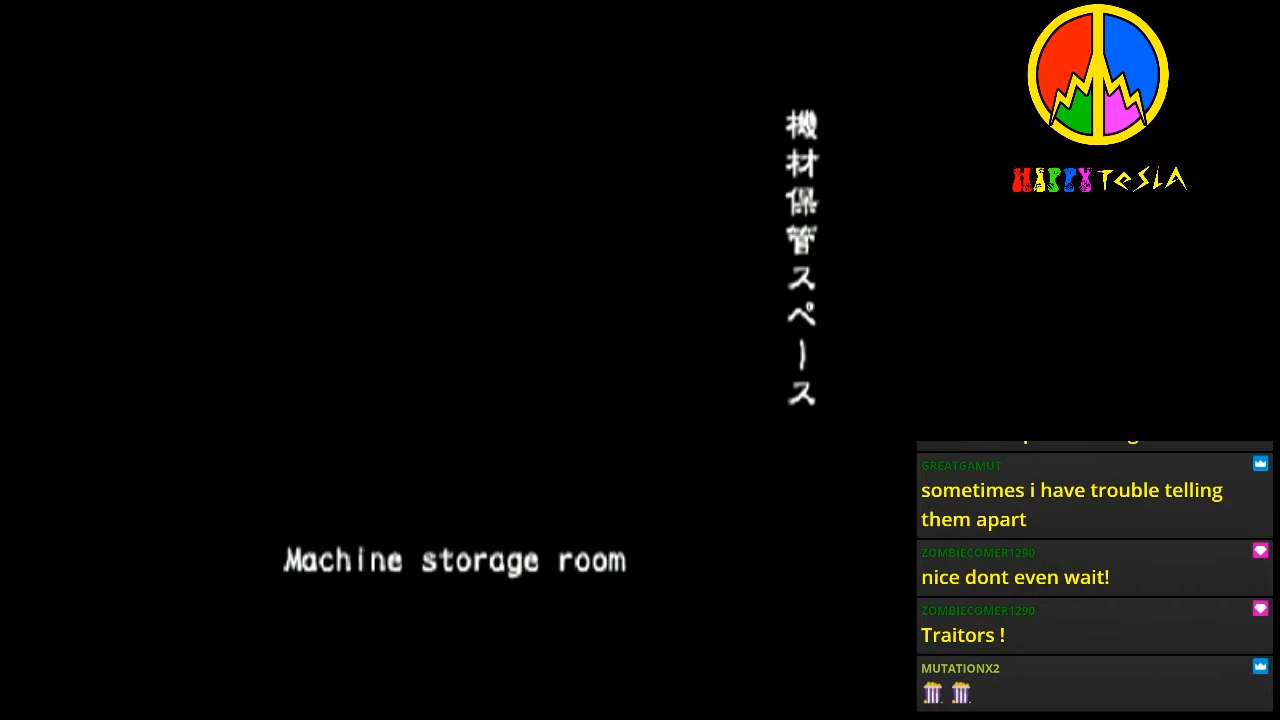 機材保管スペース
Machine storage room
HAPPYTESLA
GREATGAMUT
sometimes i have trouble telling
them apart
ZOMBIECOMER1290
nice dont even wait!
ZOMBIECOMER1290
Traitors !
MUTATIONX2